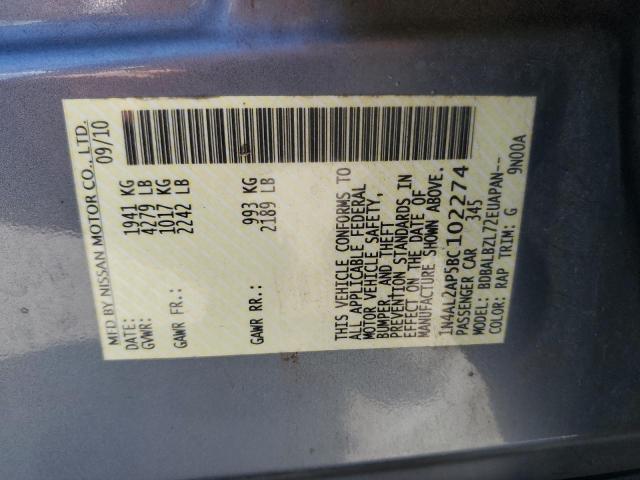 MFD BY NISSAN MOTOR CO., LTD.
DATE: 09/10
GVWR: 1941 KG
4279 LB
GAWR FR: 1017 KG
2242 LB
GAWR RR: 993 KG
2189 LB
THIS VEHICLE CONFORMS TO
ALL APPLICABLE FEDERAL
MOTOR VEHICLE SAFETY,
BUMPER, AND THEFT
PREVENTION STANDARDS IN
EFFECT ON THE DATE OF
MANUFACTURE SHOWN ABOVE.
1N4AL2AP5BC102274
PASSENGER CAR 345
MODEL: BDBALBZL72EUAPAN--
COLOR: RAP TRIM: G 9N00A